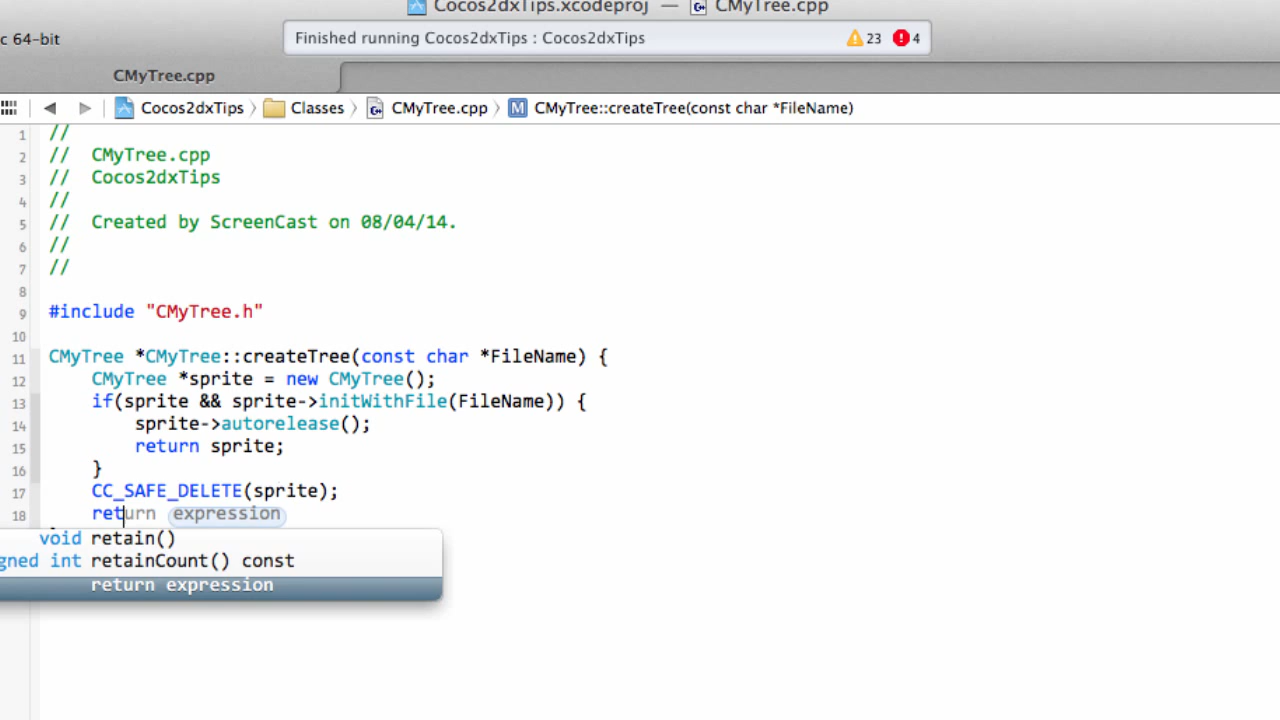 Cocos2dxTips.xcodeproj — CMyTree.cpp
c 64-bit
Finished running Cocos2dxTips : Cocos2dxTips 23 4
CMyTree.cpp
Cocos2dxTips Classes CMyTree.cpp M CMyTree::createTree(const char *FileName)
1 //
2 // CMyTree.cpp
3 // Cocos2dxTips
4 //
5 // Created by ScreenCast on 08/04/14.
6 //
7 //
8
9 #include "CMyTree.h"
10
11 CMyTree *CMyTree::createTree(const char *FileName) {
12 CMyTree *sprite = new CMyTree();
13 if(sprite && sprite->initWithFile(FileName)) {
14 sprite->autorelease();
15 return sprite;
16 }
17 CC_SAFE_DELETE(sprite);
18 return expression
void retain()
gned int retainCount() const
return expression